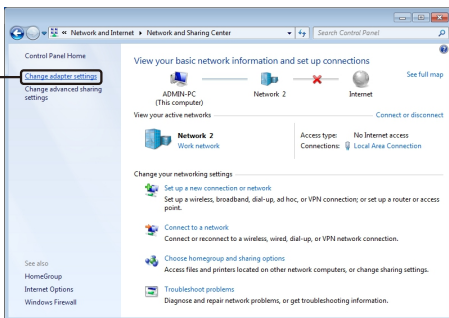 « Network and Internet ▸ Network and Sharing Center
Search Control Panel
Control Panel Home
Change adapter settings
Change advanced sharing
settings
See also
HomeGroup
Internet Options
Windows Firewall
View your basic network information and set up connections
See full map
ADMIN-PC
(This computer)
Network 2
Internet
View your active networks
Connect or disconnect
Network 2
Work network
Access type: No Internet access
Connections: Local Area Connection
Change your networking settings
Set up a new connection or network
Set up a wireless, broadband, dial-up, ad hoc, or VPN connection; or set up a router or access
point.
Connect to a network
Connect or reconnect to a wireless, wired, dial-up, or VPN network connection.
Choose homegroup and sharing options
Access files and printers located on other network computers, or change sharing settings.
Troubleshoot problems
Diagnose and repair network problems, or get troubleshooting information.